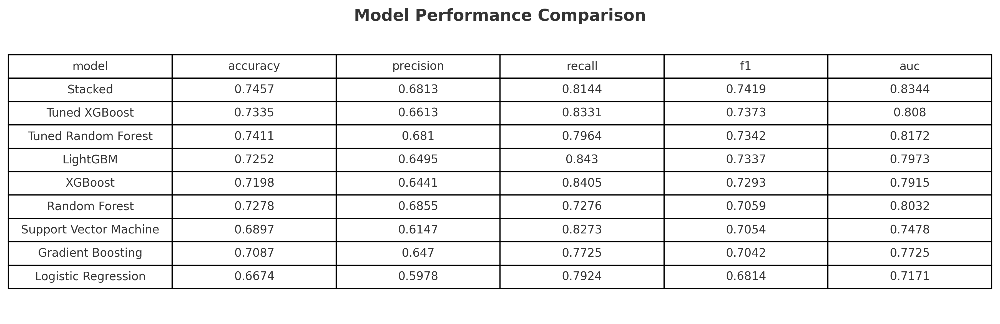 Model Performance Comparison
model accuracy precision recall f1 auc
Stacked 0.7457 0.6813 0.8144 0.7419 0.8344
Tuned XGBoost 0.7335 0.6613 0.8331 0.7373 0.808
Tuned Random Forest 0.7411 0.681 0.7964 0.7342 0.8172
LightGBM 0.7252 0.6495 0.843 0.7337 0.7973
XGBoost 0.7198 0.6441 0.8405 0.7293 0.7915
Random Forest 0.7278 0.6855 0.7276 0.7059 0.8032
Support Vector Machine 0.6897 0.6147 0.8273 0.7054 0.7478
Gradient Boosting 0.7087 0.647 0.7725 0.7042 0.7725
Logistic Regression 0.6674 0.5978 0.7924 0.6814 0.7171